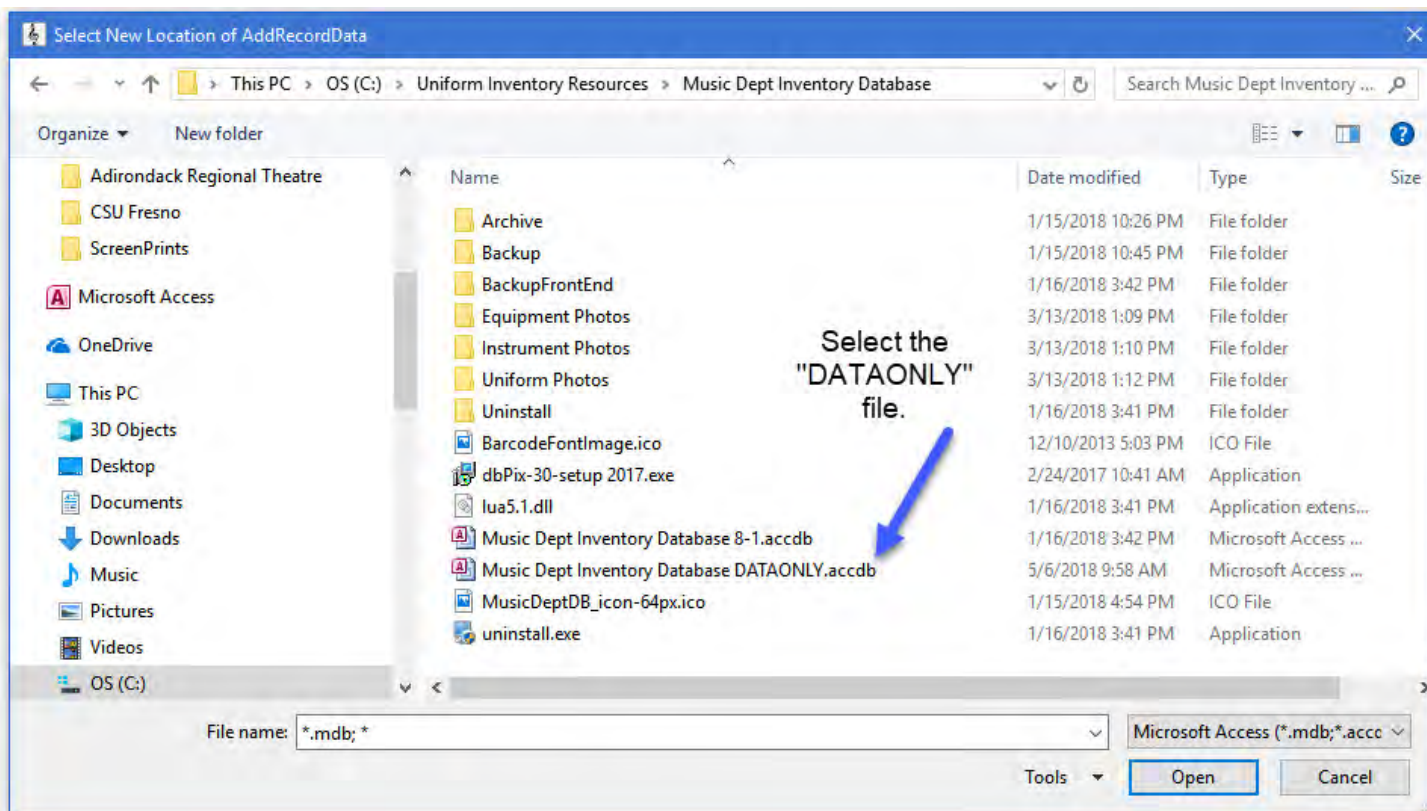 Select New Location of AddRecordData
This PC > OS (C:) > Uniform Inventory Resources > Music Dept Inventory Database
Search Music Dept Inventory ...
Organize
New folder
Adirondack Regional Theatre
CSU Fresno
ScreenPrints
Microsoft Access
OneDrive
This PC
3D Objects
Desktop
Documents
Downloads
Music
Pictures
Videos
OS (C:)
Name Date modified Type Size
Archive 1/15/2018 10:26 PM File folder
Backup 1/15/2018 10:45 PM File folder
BackupFrontEnd 1/16/2018 3:42 PM File folder
Equipment Photos 3/13/2018 1:09 PM File folder
Instrument Photos 3/13/2018 1:10 PM File folder
Uniform Photos 3/13/2018 1:12 PM File folder
Uninstall 1/16/2018 3:41 PM File folder
BarcodeFontImage.ico 12/10/2013 5:03 PM ICO File
dbPix-30-setup 2017.exe 2/24/2017 10:41 AM Application
lua5.1.dll 1/16/2018 3:41 PM Application extens...
Music Dept Inventory Database 8-1.accdb 1/16/2018 3:42 PM Microsoft Access ...
Music Dept Inventory Database DATAONLY.accdb 5/6/2018 9:58 AM Microsoft Access ...
MusicDeptDB_icon-64px.ico 1/15/2018 4:54 PM ICO File
uninstall.exe 1/16/2018 3:41 PM Application
Select the
"DATAONLY"
file.
File name: *.mdb; *
Microsoft Access (*.mdb;*.accc
Tools
Open
Cancel